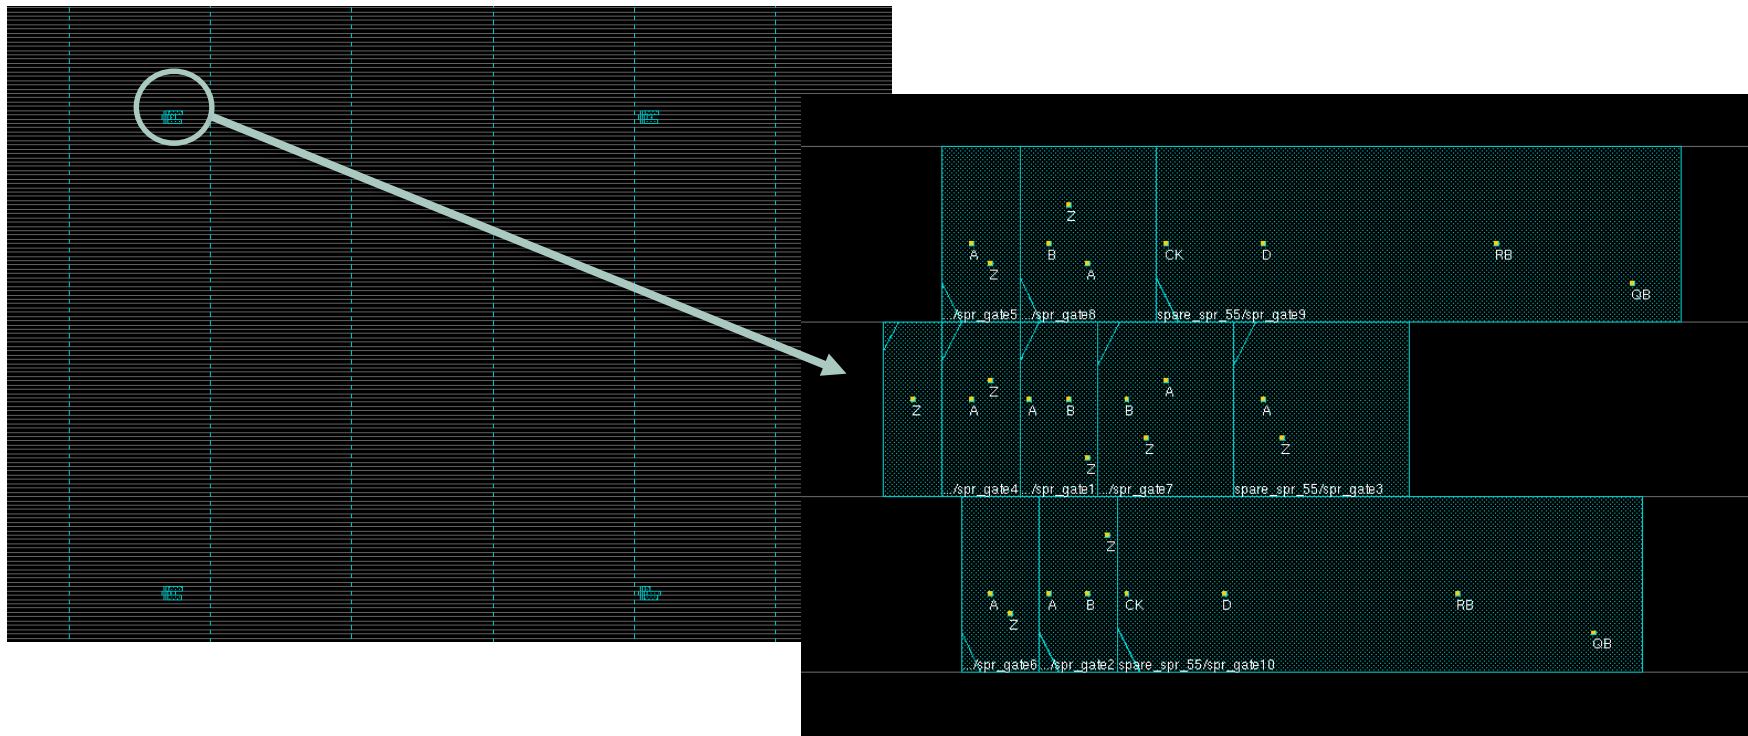 Z
A B
Z A
CK D RB
QB
.../spr_gate5 .../spr_gate8 spare_spr_55/spr_gate9
Z A
Z A A B B A
Z Z
Z
.../spr_gate4 .../spr_gate1 .../spr_gate7 spare_spr_55/spr_gate3
Z
A A B CK D RB
Z
QB
.../spr_gate6 .../spr_gate2 spare_spr_55/spr_gate10